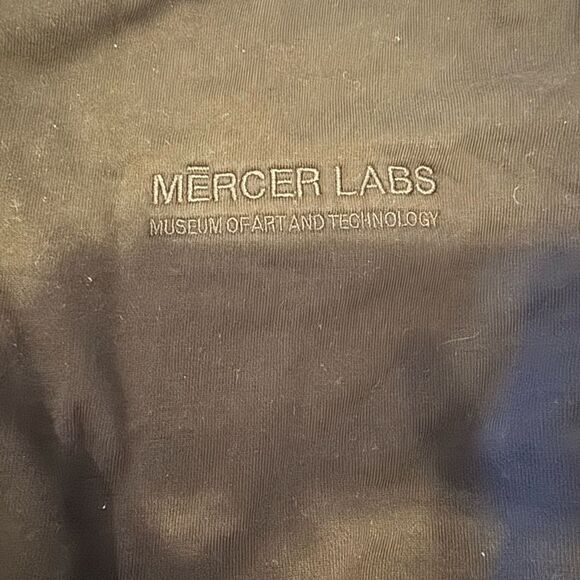 MĒRCER LABS
MUSEUM OF ART AND TECHNOLOGY